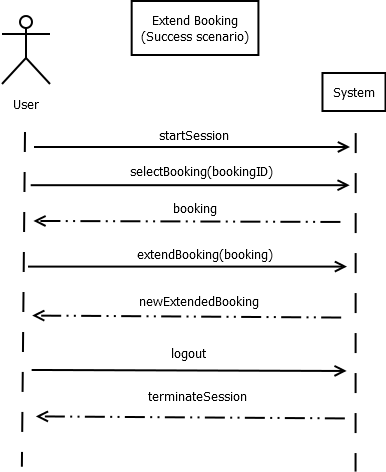 Extend Booking
(Success scenario)
User
System
startSession
selectBooking(bookingID)
booking
extendBooking(booking)
newExtendedBooking
logout
terminateSession